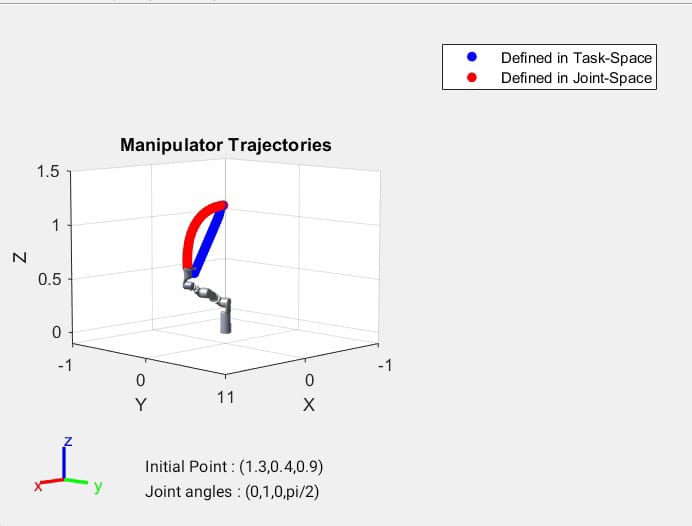 Defined in Task-Space
Defined in Joint-Space
Manipulator Trajectories
1.5
1
0.5
0
Z
-1
0
11
0
-1
Y
X
z
x
y
Initial Point : (1.3,0.4,0.9)
Joint angles : (0,1,0,pi/2)